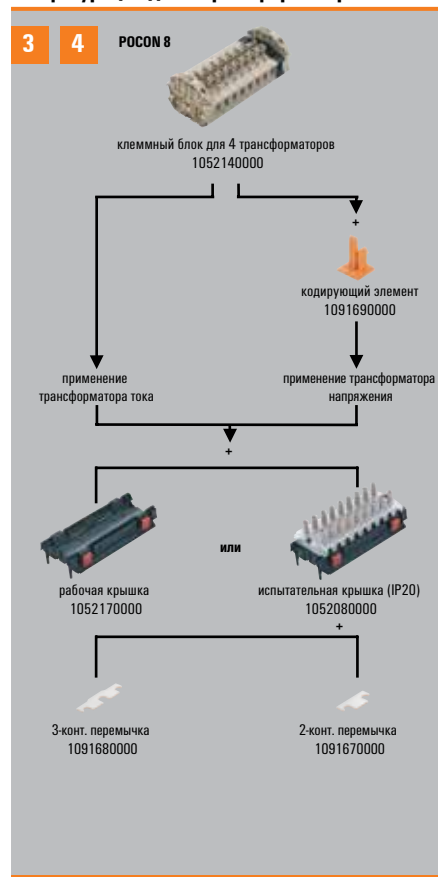 3 4 POCON 8
клеммный блок для 4 трансформаторов
1052140000
+
кодирующий элемент
1091690000
применение
трансформатора тока
применение трансформатора
напряжения
+
или
рабочая крышка
1052170000
испытательная крышка (IP20)
1052080000
+
3-конт. перемычка
1091680000
2-конт. перемычка
1091670000